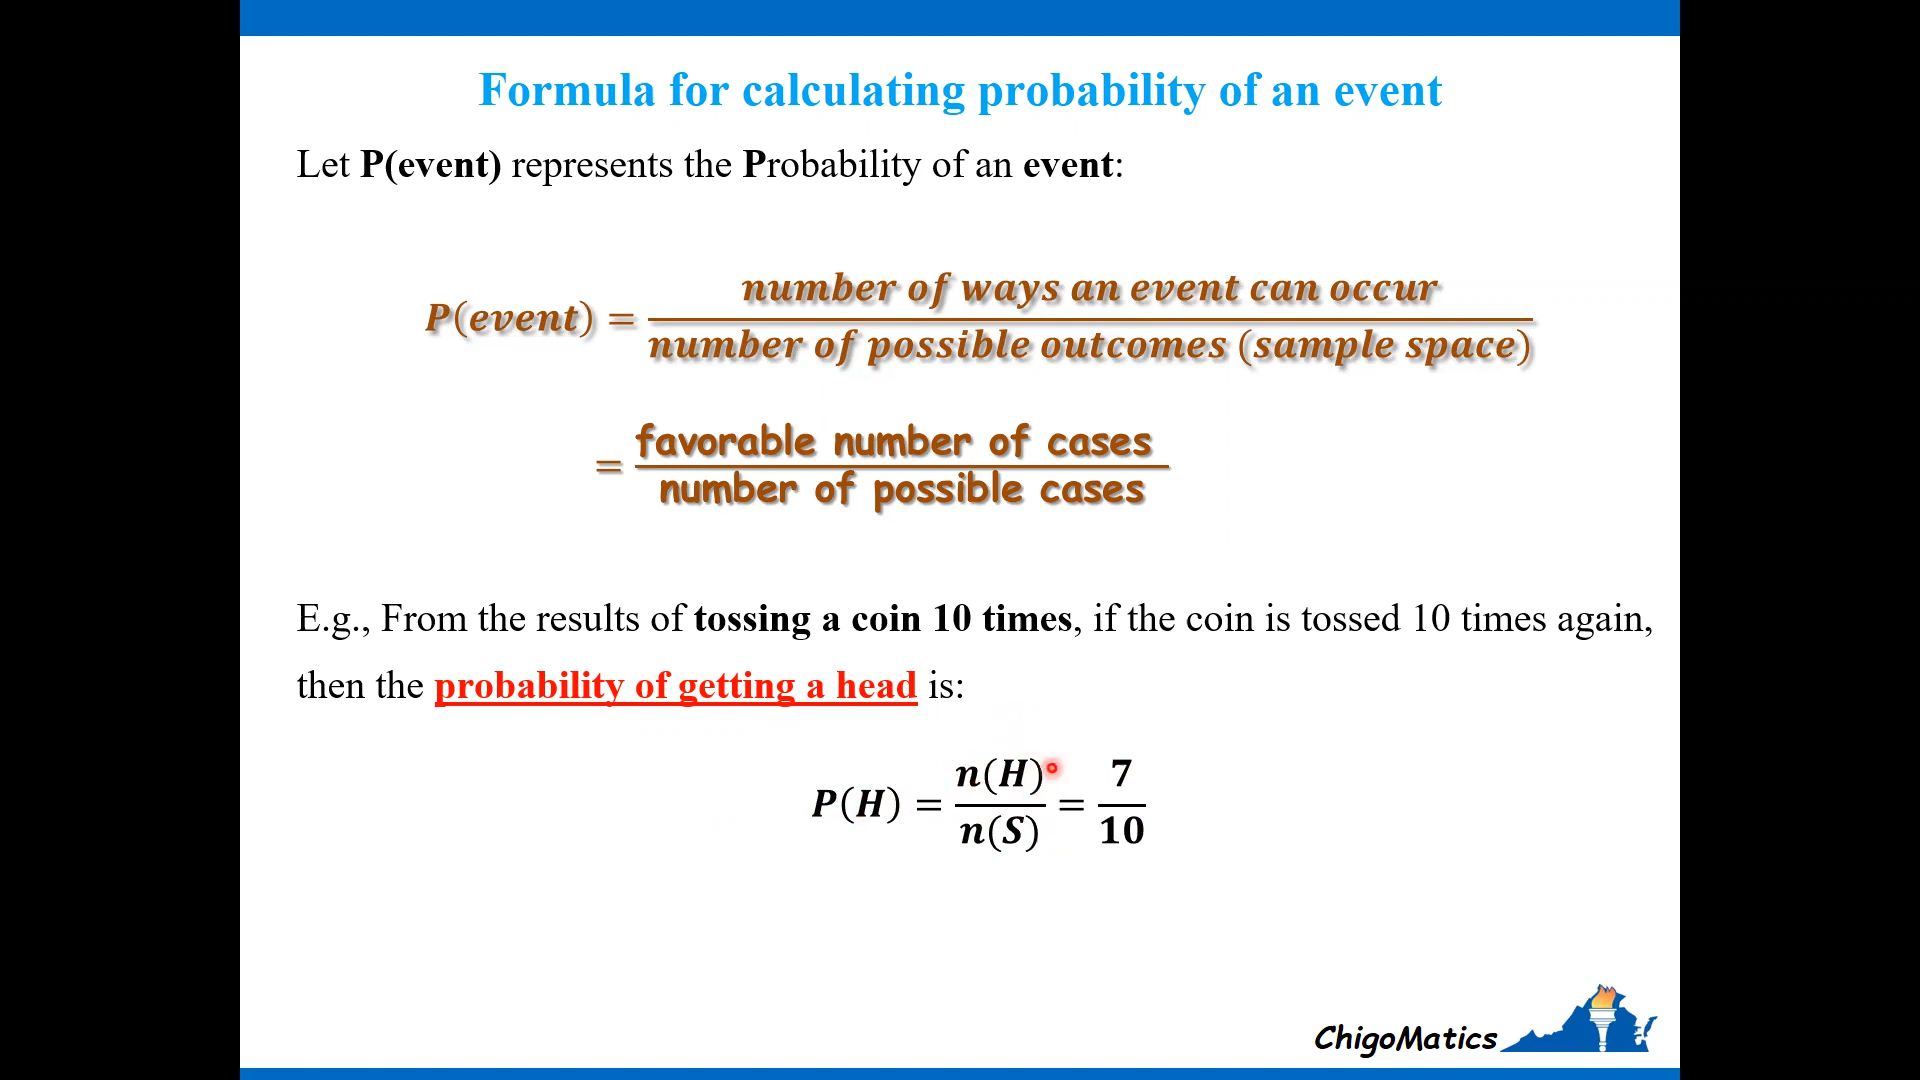 Formula for calculating probability of an event
Let P(event) represents the Probability of an event:
P(event) = number of ways an event can occur / number of possible outcomes (sample space)
= favorable number of cases / number of possible cases
E.g., From the results of tossing a coin 10 times, if the coin is tossed 10 times again,
then the probability of getting a head is:
P(H) = n(H) / n(S) = 7 / 10
ChigoMatics